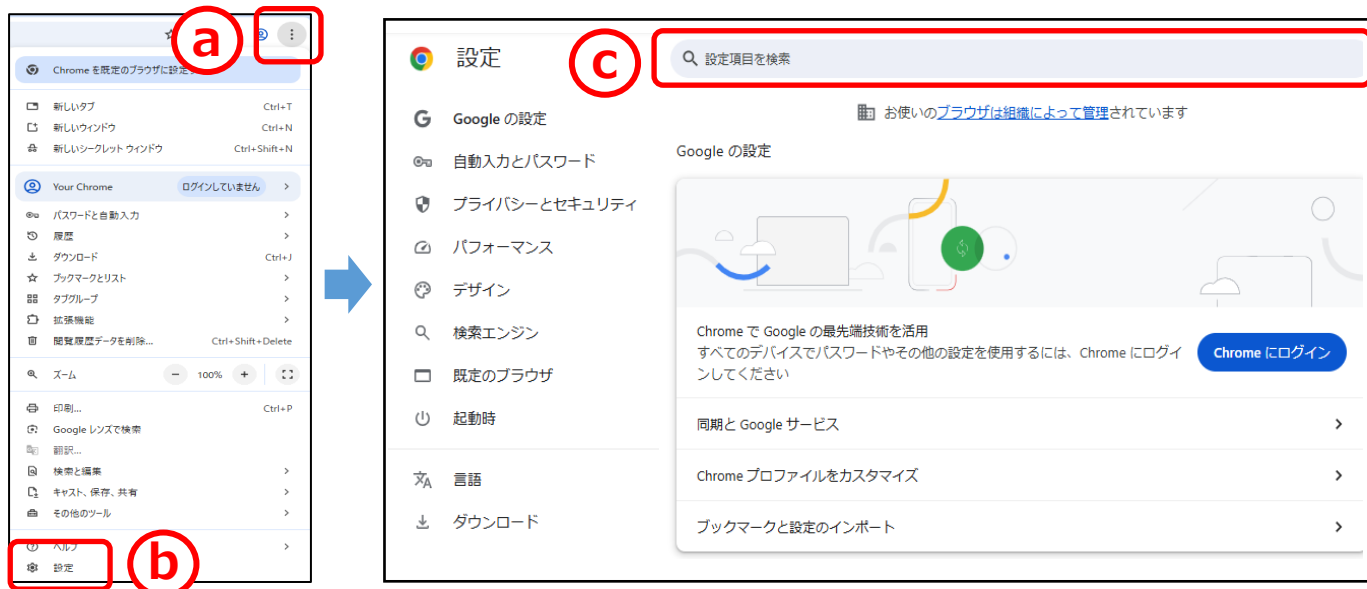 a
Chrome を既定のブラウザに設定
新しいタブ Ctrl+T
新しいウィンドウ Ctrl+N
新しいシークレット ウィンドウ Ctrl+Shift+N
Your Chrome ログインしていません
パスワードと自動入力
履歴
ダウンロード Ctrl+J
ブックマークとリスト
タブグループ
拡張機能
閲覧履歴データを削除... Ctrl+Shift+Delete
ズーム − 100% +
印刷... Ctrl+P
Google レンズで検索
翻訳...
検索と編集
キャスト、保存、共有
その他のツール
ヘルプ
設定
b
設定
c
設定項目を検索
Google の設定
自動入力とパスワード
プライバシーとセキュリティ
パフォーマンス
デザイン
検索エンジン
既定のブラウザ
起動時
言語
ダウンロード
お使いのブラウザは組織によって管理されています
Google の設定
Chrome で Google の最先端技術を活用
すべてのデバイスでパスワードやその他の設定を使用するには、Chrome にログイ
ンしてください
Chrome にログイン
同期と Google サービス
Chrome プロファイルをカスタマイズ
ブックマークと設定のインポート